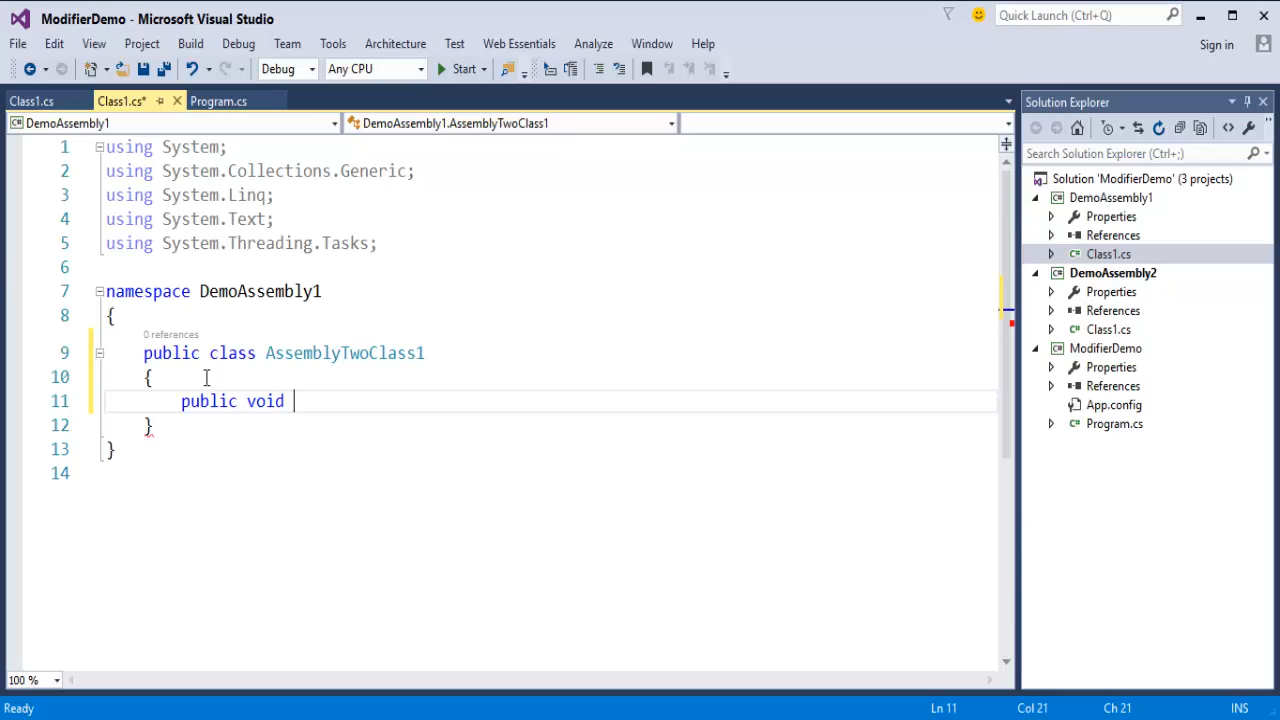 ModifierDemo - Microsoft Visual Studio
Quick Launch (Ctrl+Q)
File Edit View Project Build Debug Team Tools Architecture Test Web Essentials Analyze Window Help
Sign in
Debug Any CPU Start
Class1.cs Class1.cs* Program.cs
DemoAssembly1 DemoAssembly1.AssemblyTwoClass1
1 using System;
2 using System.Collections.Generic;
3 using System.Linq;
4 using System.Text;
5 using System.Threading.Tasks;
6
7 namespace DemoAssembly1
8 {
0 references
9 public class AssemblyTwoClass1
10 {
11 public void
12 }
13 }
14
100 %
Solution Explorer
Search Solution Explorer (Ctrl+;)
Solution 'ModifierDemo' (3 projects)
C# DemoAssembly1
Properties
References
C# Class1.cs
C# DemoAssembly2
Properties
References
C# Class1.cs
C# ModifierDemo
Properties
References
App.config
C# Program.cs
Ready Ln 11 Col 21 Ch 21 INS